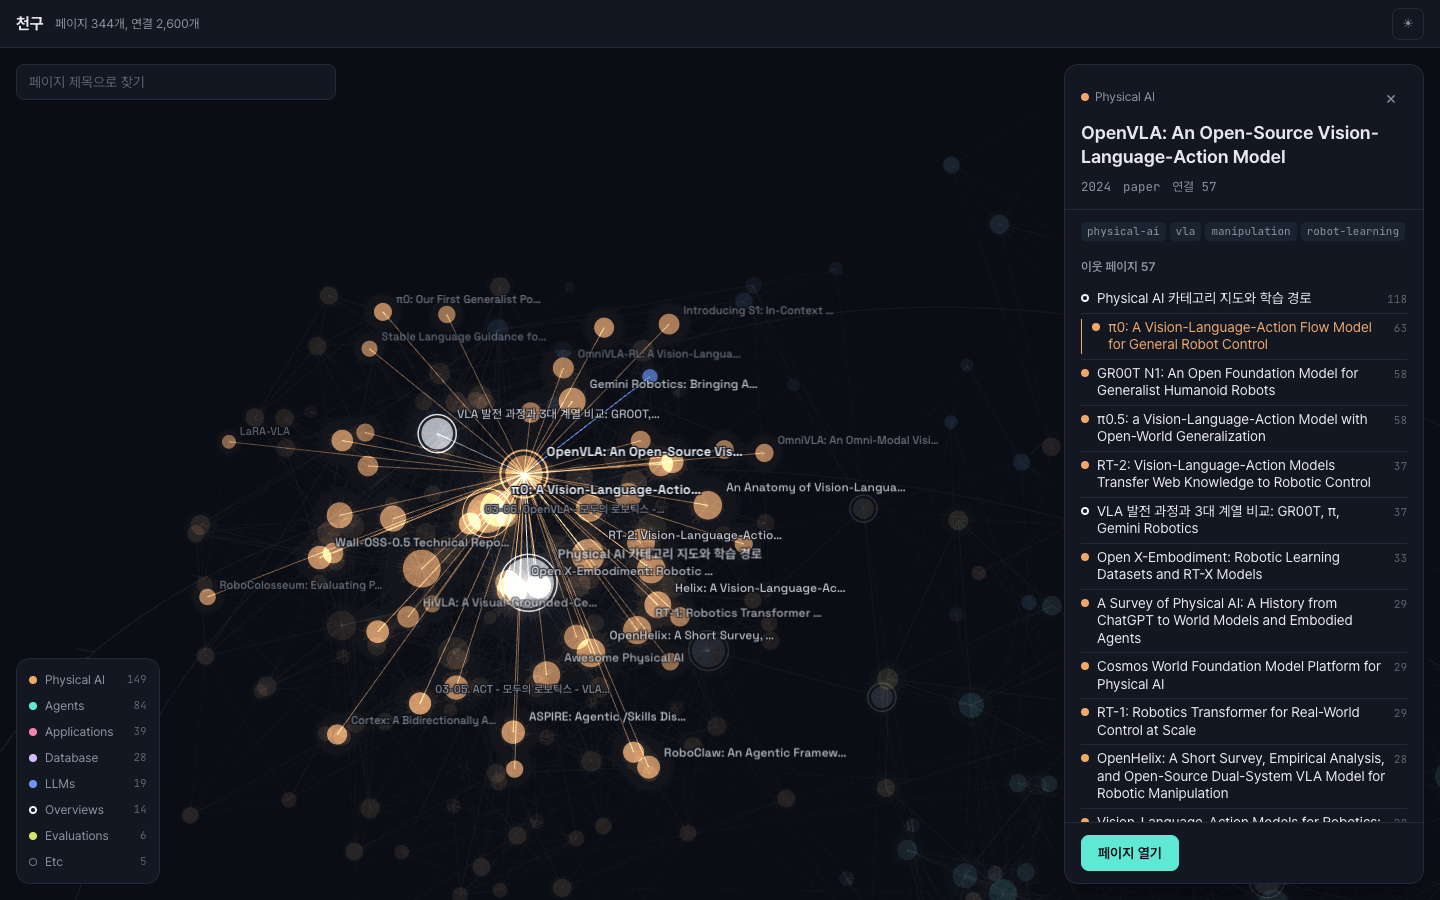 천구 페이지 344개, 연결 2,600개
☀
페이지 제목으로 찾기
π0: Our First Generalist Po...
Introducing S1: In-Context ...
Stable Language Guidance fo...
OmniVLA-RL: A Vision-Langua...
Gemini Robotics: Bringing A...
VLA 발전 과정과 3대 계열 비교: GR00T,...
LaRA-VLA
OmniVLA: An Omni-Modal Visi...
OpenVLA: An Open-Source Vis...
π0: A Vision-Language-Actio...
An Anatomy of Vision-Langua...
03-06. OpenVLA - 모두의 로보틱스 -...
RT-2: Vision-Language-Actio...
Wall-OSS-0.5 Technical Repo...
Physical AI 카테고리 지도와 학습 경로
Open X-Embodiment: Robotic ...
RoboColosseum: Evaluating P...
Helix: A Vision-Language-Ac...
HiVLA: A Visual-Grounded-Ce...
RT-1: Robotics Transformer ...
OpenHelix: A Short Survey, ...
Awesome Physical AI
03-05. ACT - 모두의 로보틱스 - VLA...
Cortex: A Bidirectionally A...
ASPIRE: Agentic /Skills Dis...
RoboClaw: An Agentic Framew...
Physical AI 149
Agents 84
Applications 39
Database 28
LLMs 19
Overviews 14
Evaluations 6
Etc 5
Physical AI ×
OpenVLA: An Open-Source Vision-
Language-Action Model
2024 paper 연결 57
physical-ai vla manipulation robot-learning
이웃 페이지 57
Physical AI 카테고리 지도와 학습 경로 118
π0: A Vision-Language-Action Flow Model 63
for General Robot Control
GR00T N1: An Open Foundation Model for 58
Generalist Humanoid Robots
π0.5: a Vision-Language-Action Model with 58
Open-World Generalization
RT-2: Vision-Language-Action Models 37
Transfer Web Knowledge to Robotic Control
VLA 발전 과정과 3대 계열 비교: GR00T, π, 37
Gemini Robotics
Open X-Embodiment: Robotic Learning 33
Datasets and RT-X Models
A Survey of Physical AI: A History from 29
ChatGPT to World Models and Embodied
Agents
Cosmos World Foundation Model Platform for 29
Physical AI
RT-1: Robotics Transformer for Real-World 29
Control at Scale
OpenHelix: A Short Survey, Empirical Analysis, 28
and Open-Source Dual-System VLA Model for
Robotic Manipulation
Vision-Language-Action Models for Robotics:
페이지 열기